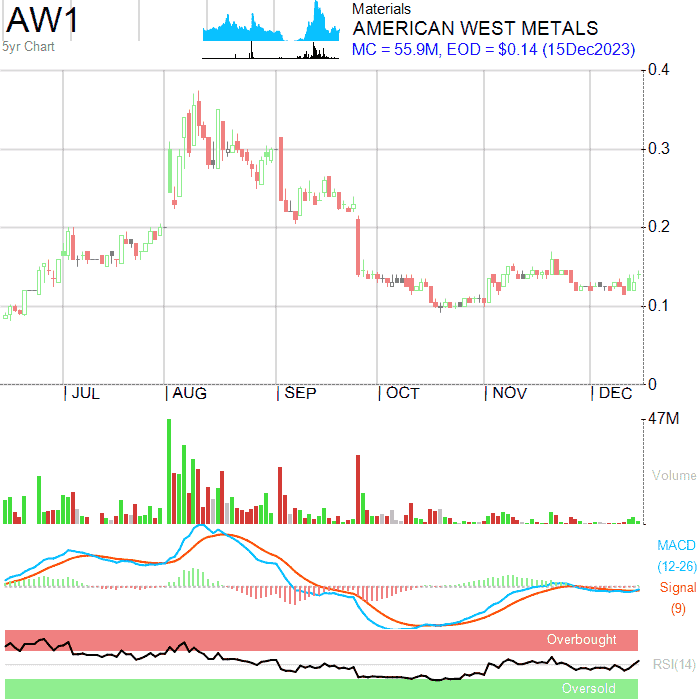 AW1
5yr Chart
Materials
AMERICAN WEST METALS
MC = 55.9M, EOD = $0.14 (15Dec2023)
0.4
0.3
0.2
0.1
0
| JUL | AUG | SEP | OCT | NOV | DEC
47M
Volume
MACD
(12-26)
Signal
(9)
Overbought
RSI(14)
Oversold